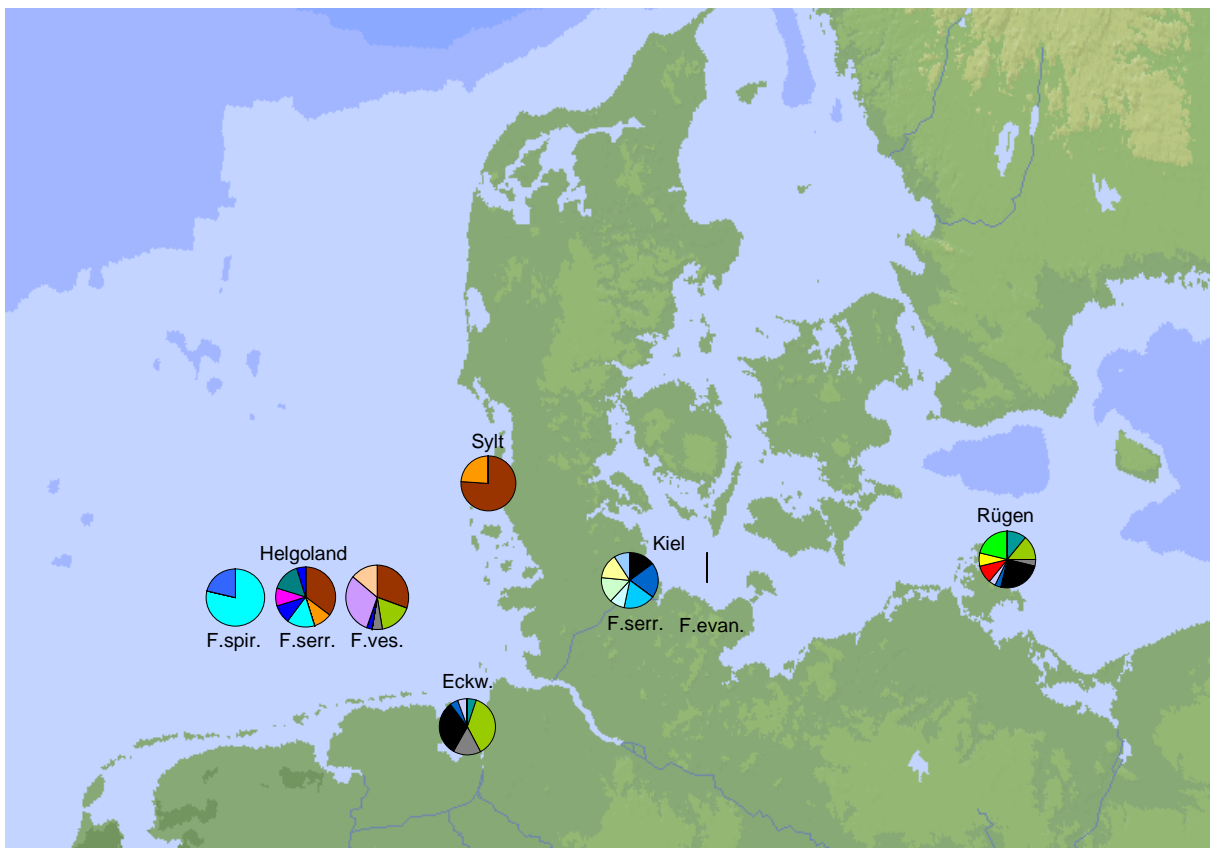 Sylt
Rügen
Kiel
Helgoland
F.spir.
F.serr.
F.ves.
F.serr.
F.evan.
Eckw.